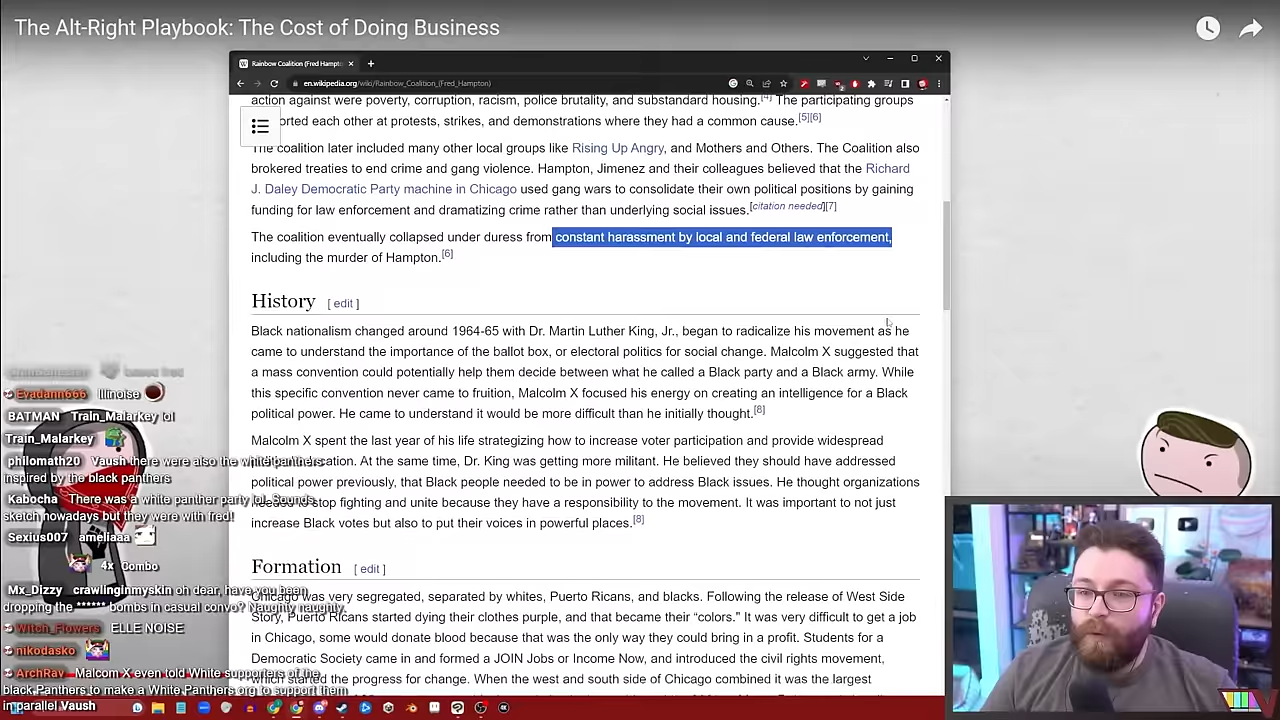 The Alt-Right Playbook: The Cost of Doing Business
Rainbow Coalition (Fred Hampt
en.wikipedia.org/wiki/Rainbow_Coalition_(Fred_Hampton)
action against were poverty, corruption, racism, police brutality, and substandard housing.[4] The participating groups
orted each other at protests, strikes, and demonstrations where they had a common cause.[5][6]
The coalition later included many other local groups like Rising Up Angry, and Mothers and Others. The Coalition also
brokered treaties to end crime and gang violence. Hampton, Jimenez and their colleagues believed that the Richard
J. Daley Democratic Party machine in Chicago used gang wars to consolidate their own political positions by gaining
funding for law enforcement and dramatizing crime rather than underlying social issues.[citation needed][7]
The coalition eventually collapsed under duress from constant harassment by local and federal law enforcement,
including the murder of Hampton.[6]
History [ edit ]
Black nationalism changed around 1964-65 with Dr. Martin Luther King, Jr., began to radicalize his movement as he
came to understand the importance of the ballot box, or electoral politics for social change. Malcolm X suggested that
a mass convention could potentially help them decide between what he called a Black party and a Black army. While
this specific convention never came to fruition, Malcolm X focused his energy on creating an intelligence for a Black
political power. He came to understand it would be more difficult than he initially thought.[8]
Malcolm X spent the last year of his life strategizing how to increase voter participation and provide widespread
cation. At the same time, Dr. King was getting more militant. He believed they should have addressed
political power previously, that Black people needed to be in power to address Black issues. He thought organizations
needed to stop fighting and unite because they have a responsibility to the movement. It was important to not just
increase Black votes but also to put their voices in powerful places.[8]
Formation [ edit ]
Chicago was very segregated, separated by whites, Puerto Ricans, and blacks. Following the release of West Side
Story, Puerto Ricans started dying their clothes purple, and that became their “colors.” It was very difficult to get a job
in Chicago, some would donate blood because that was the only way they could bring in a profit. Students for a
Democratic Society came in and formed a JOIN Jobs or Income Now, and introduced the civil rights movement,
which started the progress for change. When the west and south side of Chicago combined it was the largest
based fred
Evadann666 Illinoise
BATMAN Train_Malarkey lol
Train_Malarkey
philomath20 Vaush there were also the white panthers
inspired by the black panthers
Kabocha There was a white panther party lol. Sounds
sketch nowadays but they were with fred!
Sexius007 ameliaaa
4x Combo
Mx_Dizzy crawlinginmyskin oh dear, have you been
dropping the ****** bombs in casual convo? Naughty naughty.
Witch_Flowers ELLE NOISE
nikodasko
ArchRav Malcom X even told White supporters of the
black Panthers to make a White Panthers org to support them
in parallel Vaush